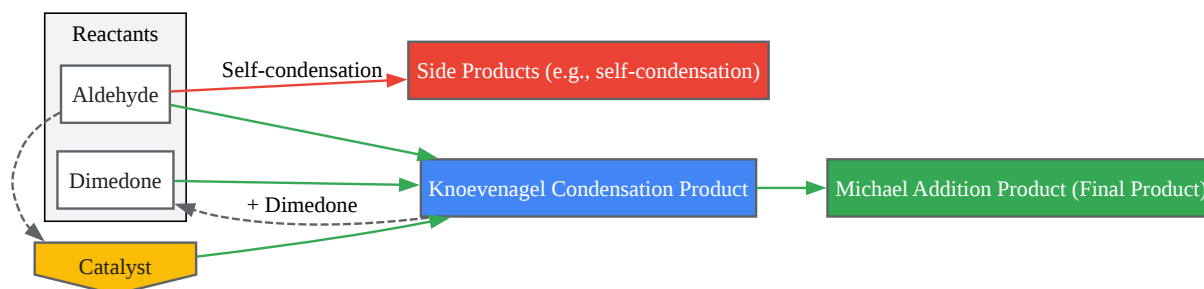 Reactants
Aldehyde
Self-condensation
Side Products (e.g., self-condensation)
Dimedone
+ Dimedone
Knoevenagel Condensation Product
Michael Addition Product (Final Product)
Catalyst